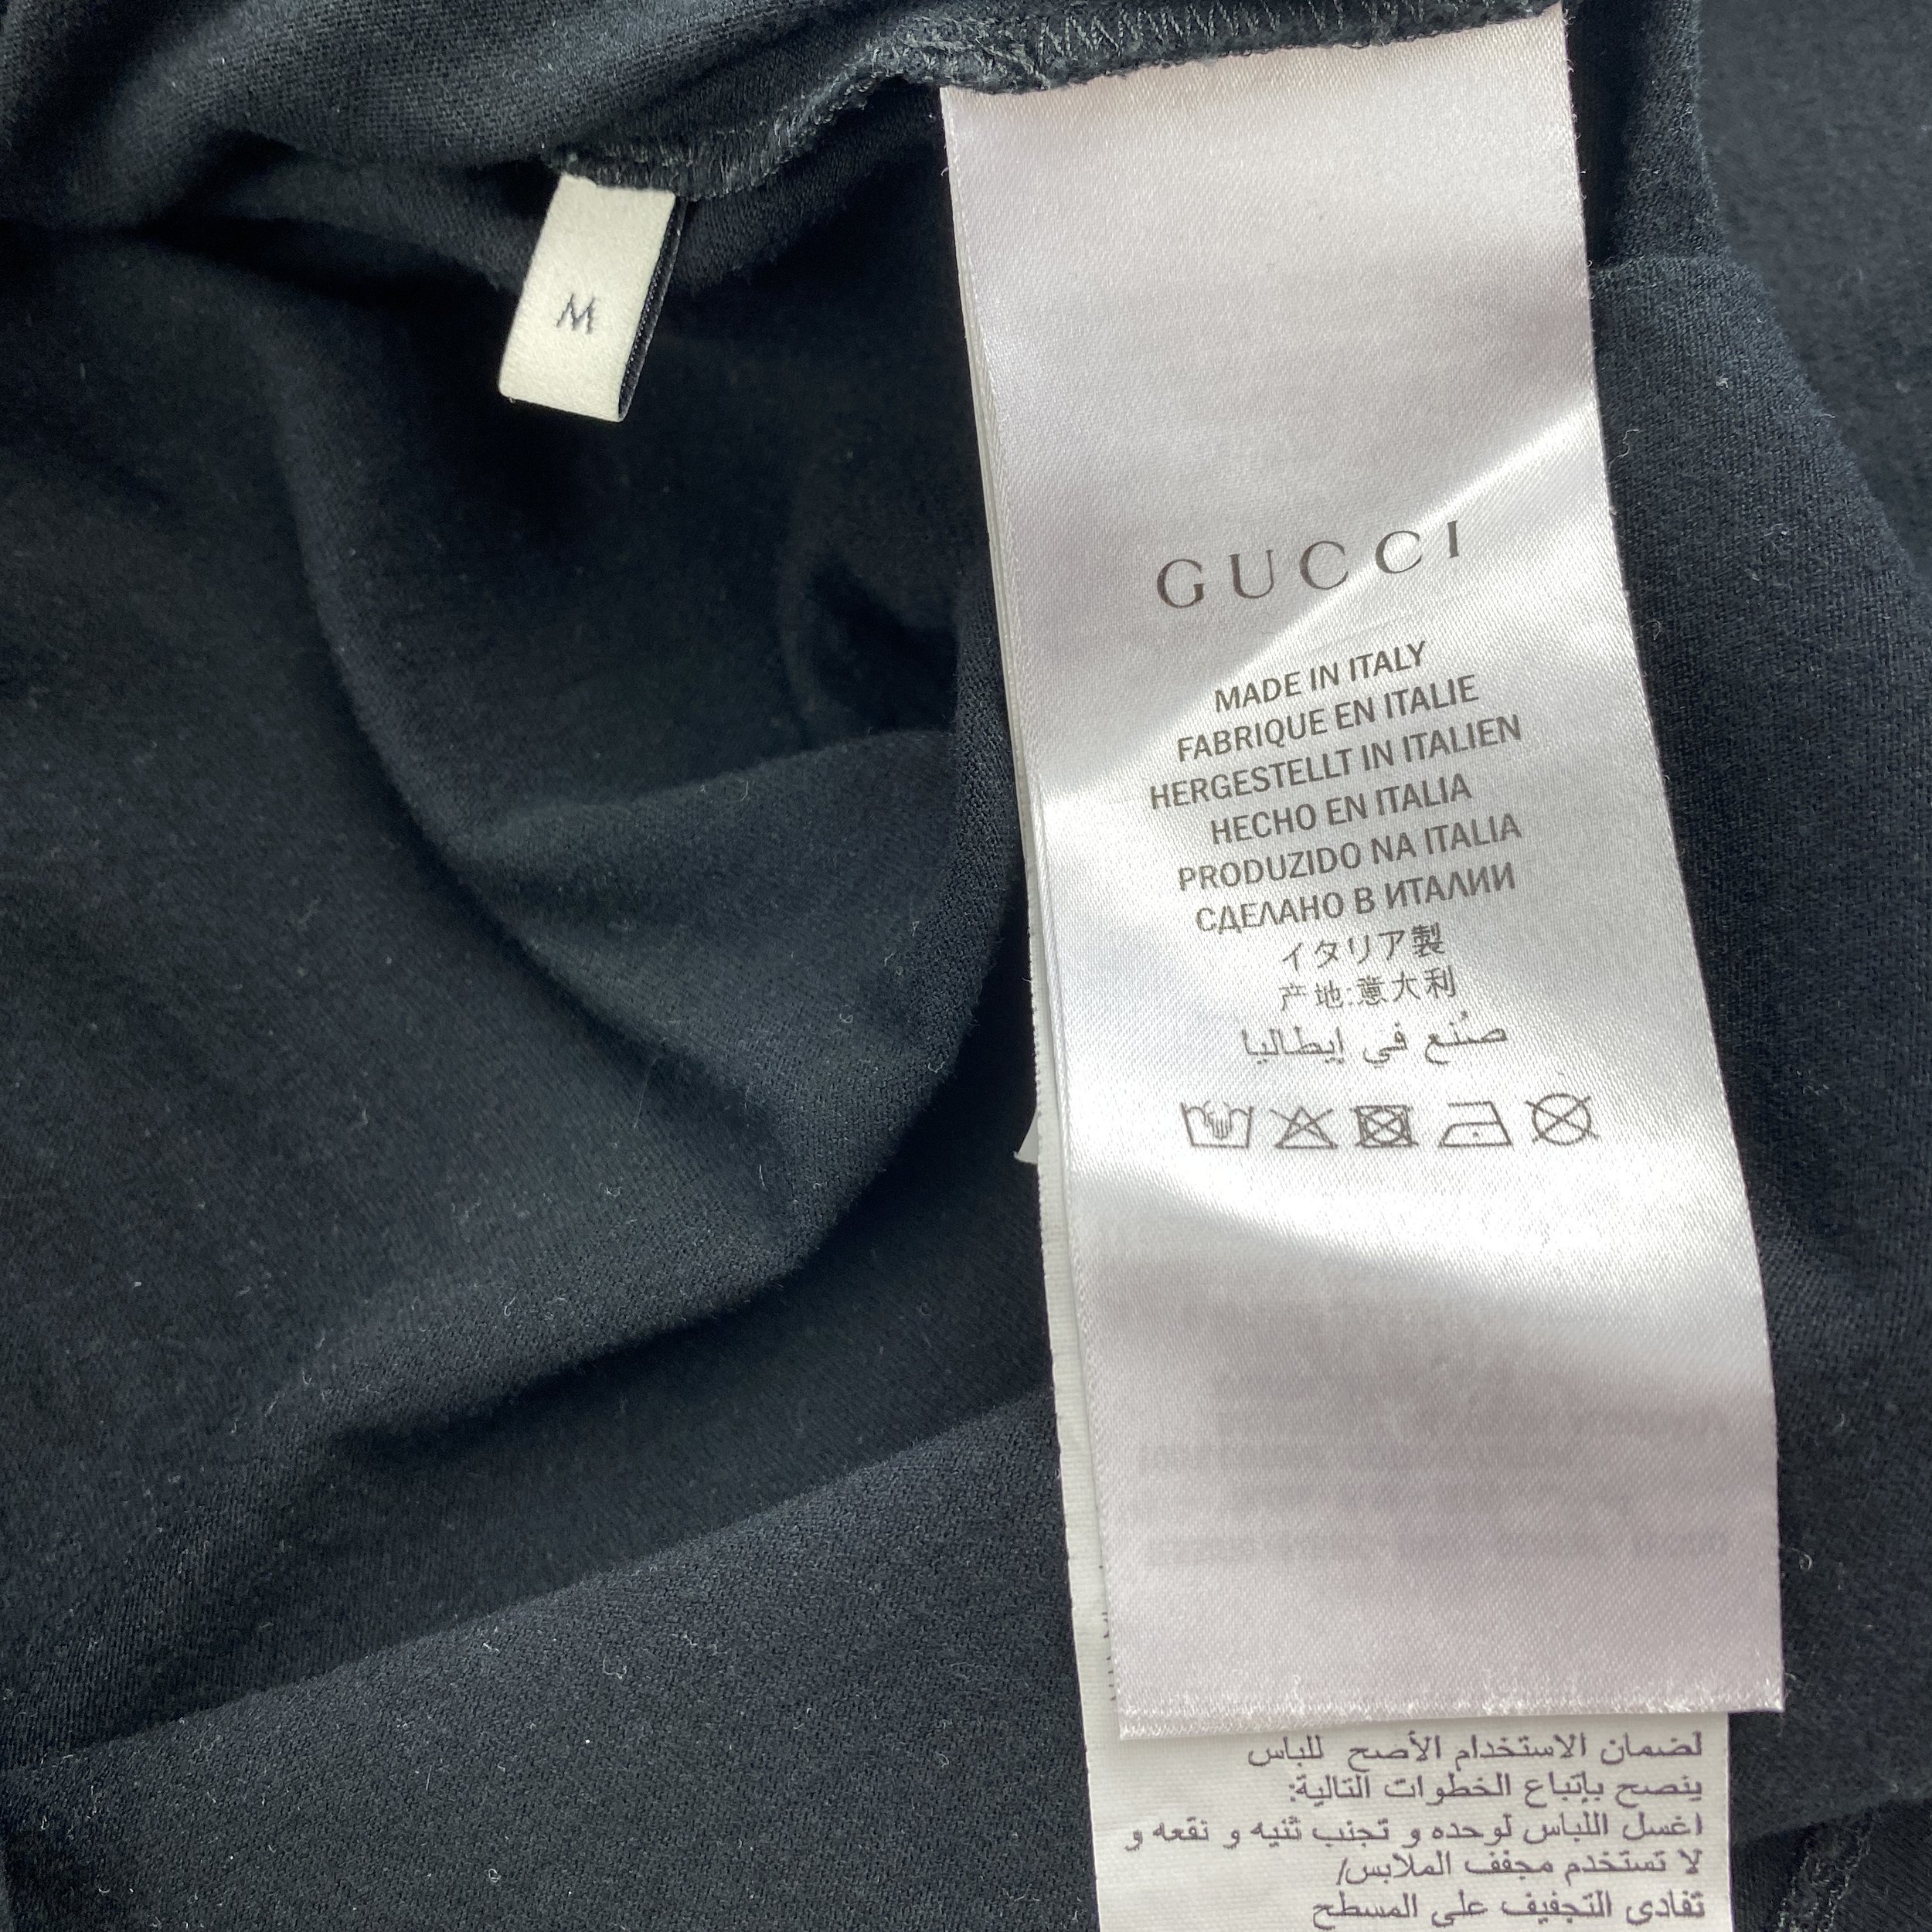 M
GUCCI
MADE IN ITALY
FABRIQUE EN ITALIE
HERGESTELLT IN ITALIEN
HECHO EN ITALIA
PRODUZIDO NA ITALIA
СДЕЛАНО В ИТАЛИИ
イタリア製
产地:意大利
صُنع في إيطاليا
لضمان الاستخدام الأصح للباس
ينصح بإتباع الخطوات التالية:
اغسل اللباس لوحده و تجنب ثنيه و نقعه و
لا تستخدم مجفف الملابس/
تفادى التجفيف على المسطح